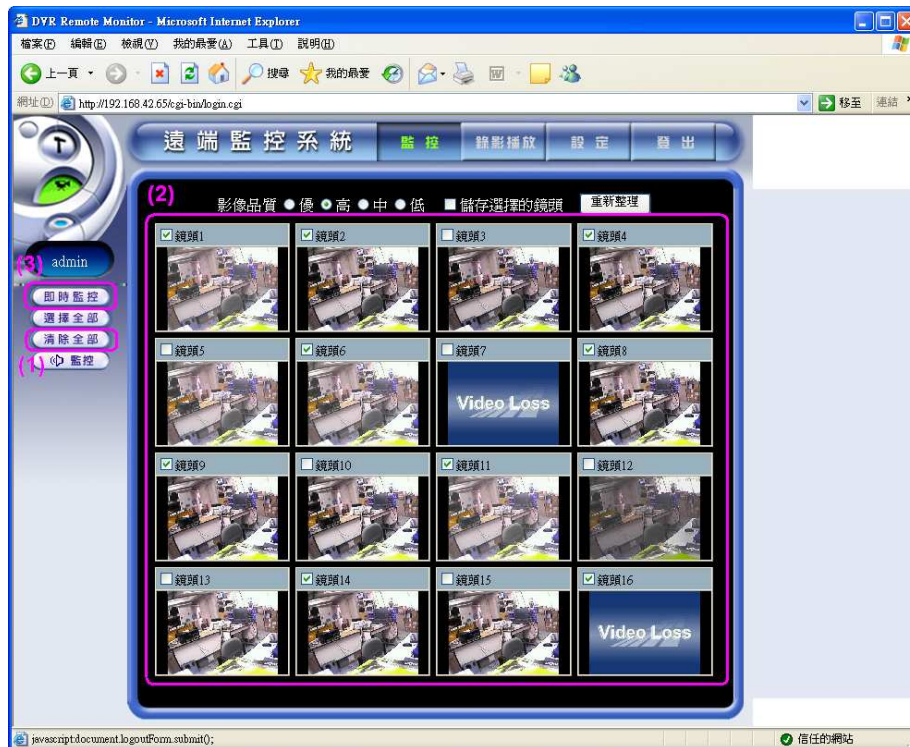 DVR Remote Monitor - Microsoft Internet Explorer
檔案(F) 編輯(E) 檢視(V) 我的最愛(A) 工具(T) 說明(H)
上一頁 搜尋 我的最愛
網址(D) http://192.168.42.65/cgi-bin/login.cgi 移至 連結
遠端監控系統 監控 錄影播放 設定 登出
(2)
影像品質 優 高 中 低 儲存選擇的鏡頭 重新整理
鏡頭1 鏡頭2 鏡頭3 鏡頭4
(3) admin
即時監控
選擇全部
清除全部
(1) 監控
鏡頭5 鏡頭6 鏡頭7 鏡頭8
Video Loss
鏡頭9 鏡頭10 鏡頭11 鏡頭12
鏡頭13 鏡頭14 鏡頭15 鏡頭16
Video Loss
javascript:document.logoutForm.submit(); 信任的網站